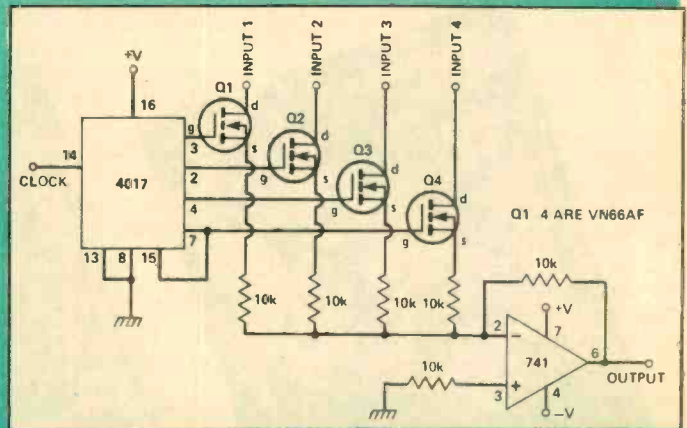 INPUT 1
INPUT 2
INPUT 3
INPUT 4
+V
16
Q1
d
g
3
s
Q2
d
14
CLOCK
4017
2
g
s
Q3
d
4
g
s
Q4
d
7
g
s
Q1 4 ARE VN66AF
13
8
15
10k
10k
10k
10k
10k
+V
2
−
7
741
6
OUTPUT
10k
+
3
4
−V